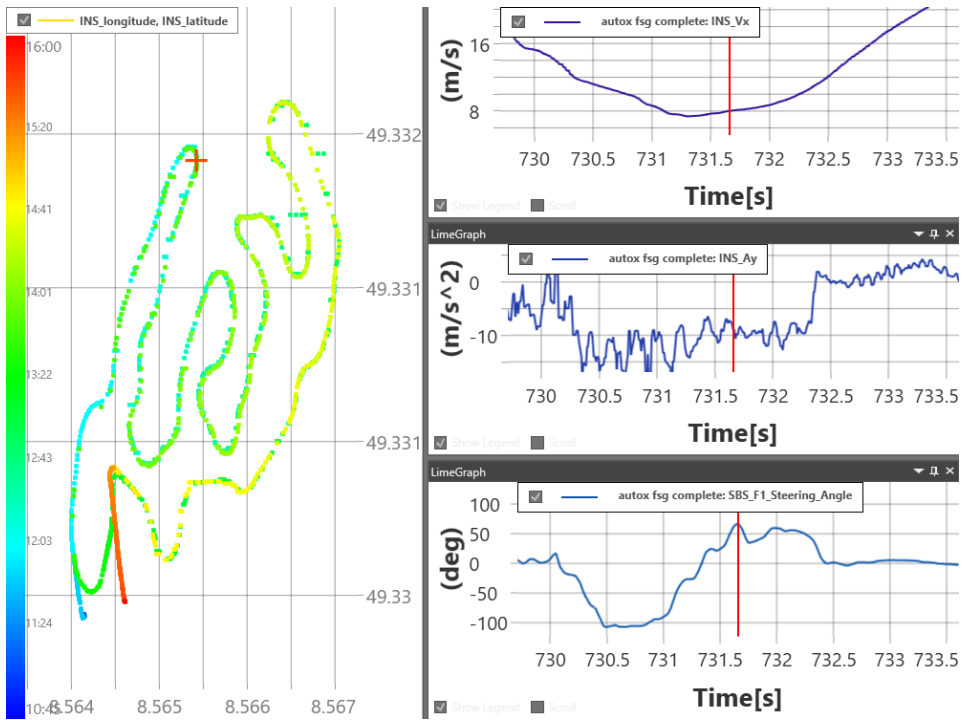 INS_longitude, INS_latitude
16:00
15:20
14:41
14:01
13:22
12:43
12:03
11:24
10:45
49.332
49.331
49.331
49.33
8.564
8.565
8.566
8.567
autox fsg complete: INS_Vx
(m/s)
16
8
730
730.5
731
731.5
732
732.5
733
733.5
Time[s]
Show Legend
Scroll
LimeGraph
autox fsg complete: INS_Ay
(m/s^2)
0
-10
730
730.5
731
731.5
732
732.5
733
733.5
Time[s]
Show Legend
Scroll
LimeGraph
autox fsg complete: SBS_F1_Steering_Angle
(deg)
100
50
0
-50
-100
730
730.5
731
731.5
732
732.5
733
733.5
Time[s]
Show Legend
Scroll